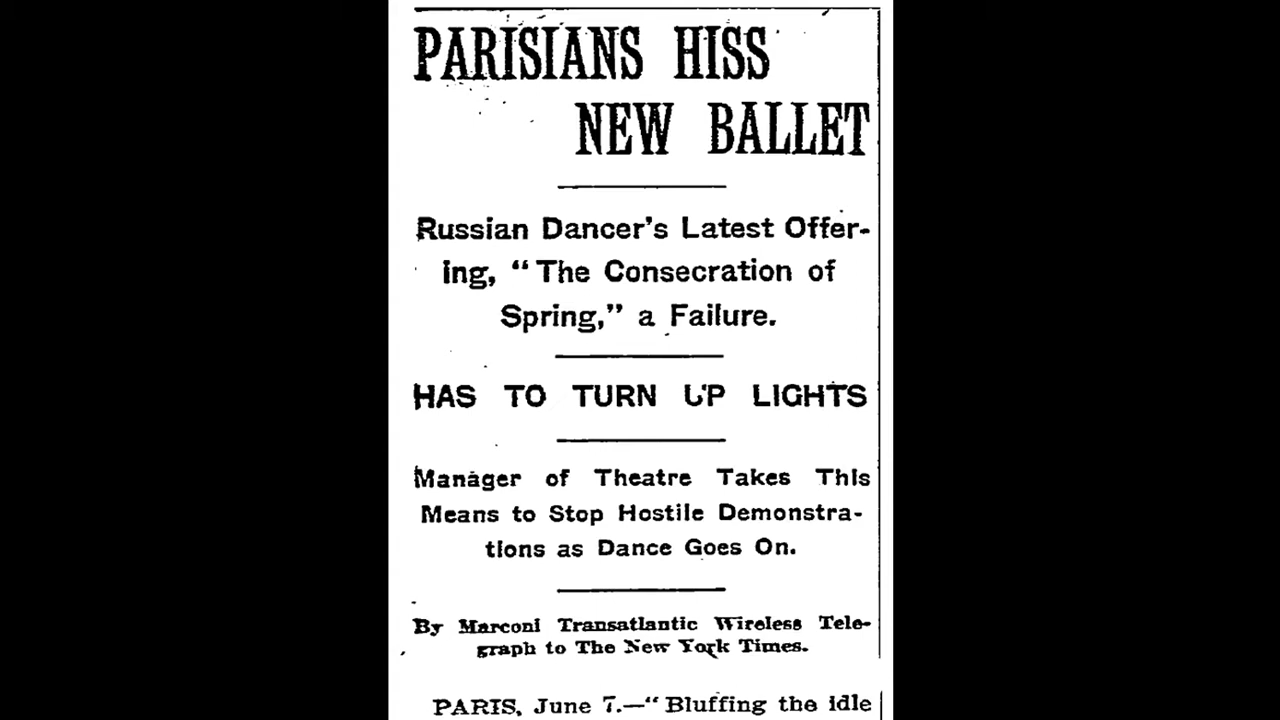 PARISIANS HISS
NEW BALLET
Russian Dancer's Latest Offer-
ing, "The Consecration of
Spring," a Failure.
HAS TO TURN UP LIGHTS
Manager of Theatre Takes This
Means to Stop Hostile Demonstra-
tions as Dance Goes On.
By Marconi Transatlantic Wireless Tele-
graph to The New York Times.
PARIS, June 7.—"Bluffing the idle